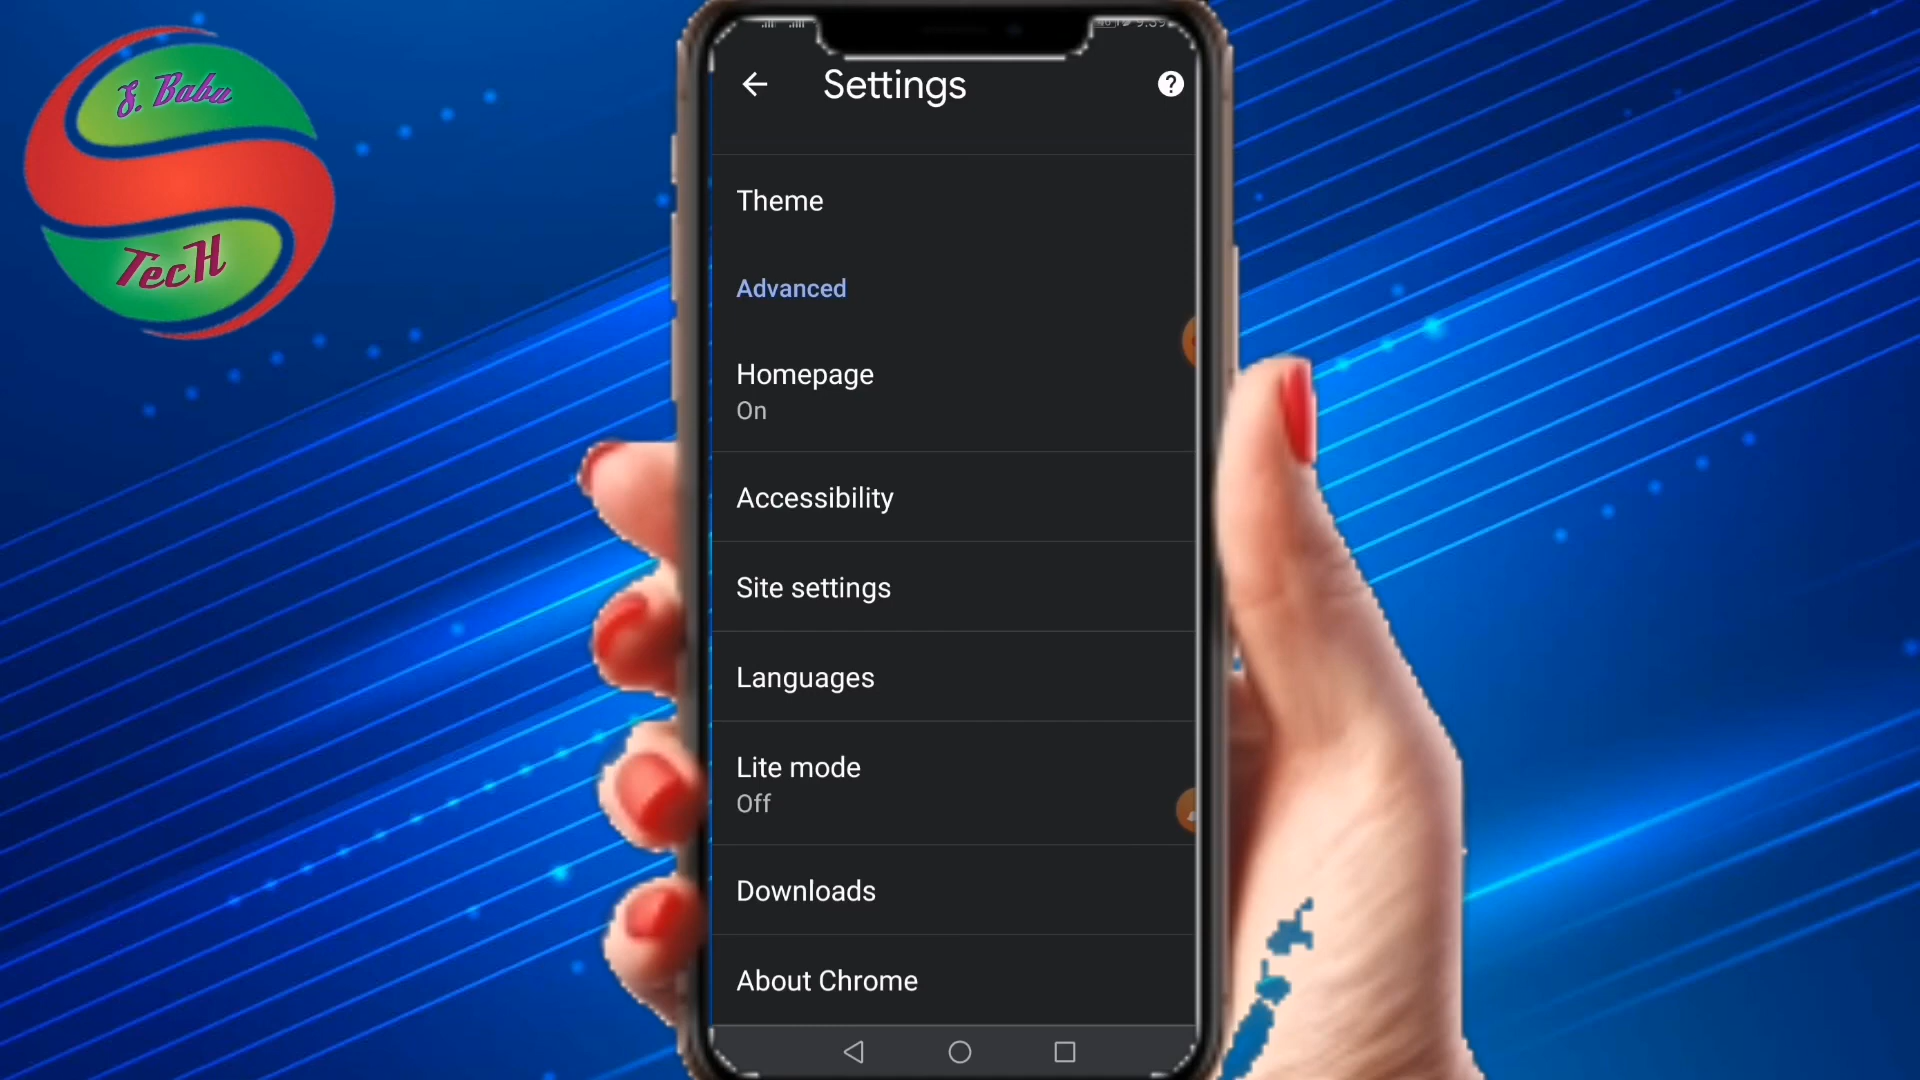 S. Babu
TecH
Settings
Theme
Advanced
Homepage
On
Accessibility
Site settings
Languages
Lite mode
Off
Downloads
About Chrome